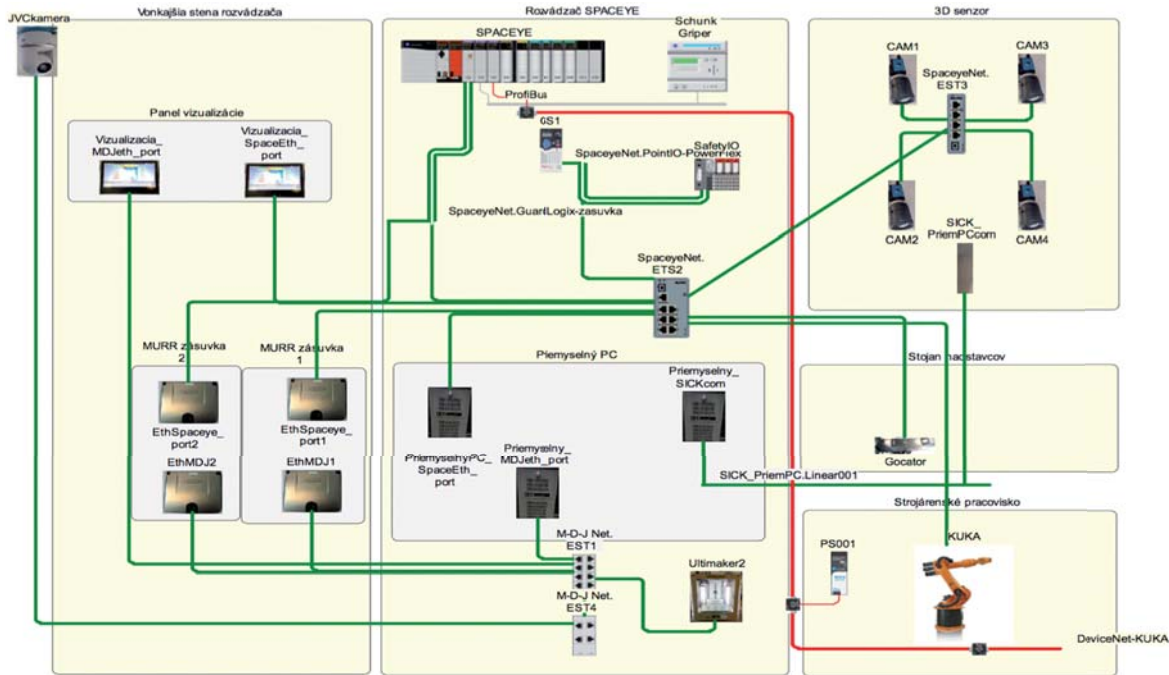 Vonkajšia stena rozvádzača
Rozvádzač SPACEYE
3D senzor
JVCkamera
SPACEYE
Schunk
Griper
CAM1
CAM3
SpaceyeNet.
EST3
ProfiBus
0S1
SafetyIO
SpaceyeNet.PointIO-PowerFlex
Panel vizualizácie
Vizualizacia_
MDJeth_port
Vizualizacia_
SpaceEth_
port
SpaceyeNet.GuardLogix-zasuvka
CAM2
CAM4
SICK_
PriemPCcom
SpaceyeNet.
ETS2
MURR zásuvka
2
MURR zásuvka
1
Piemyselný PC
Stojan nadstavcov
Priemyselny_
SICKcom
EthSpaceye_
port2
EthSpaceye_
port1
PriemyselnyPC_
SpaceEth_
port
Priemyselny_
MDJeth_port
Gocator
EthMDJ2
EthMDJ1
SICK_PriemPC.Linear001
Strojárenské pracovisko
M-D-J Net.
EST1
Ultimaker2
PS001
KUKA
M-D-J Net.
EST4
DeviceNet-KUKA